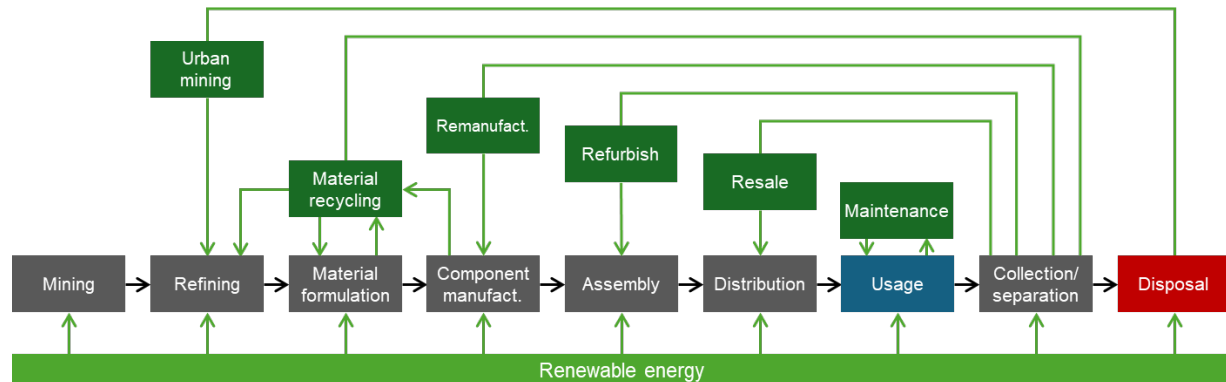 Urban
mining
Remanufact.
Refurbish
Resale
Material
recycling
Maintenance
Mining
Refining
Material
formulation
Component
manufact.
Assembly
Distribution
Usage
Collection/
separation
Disposal
Renewable energy